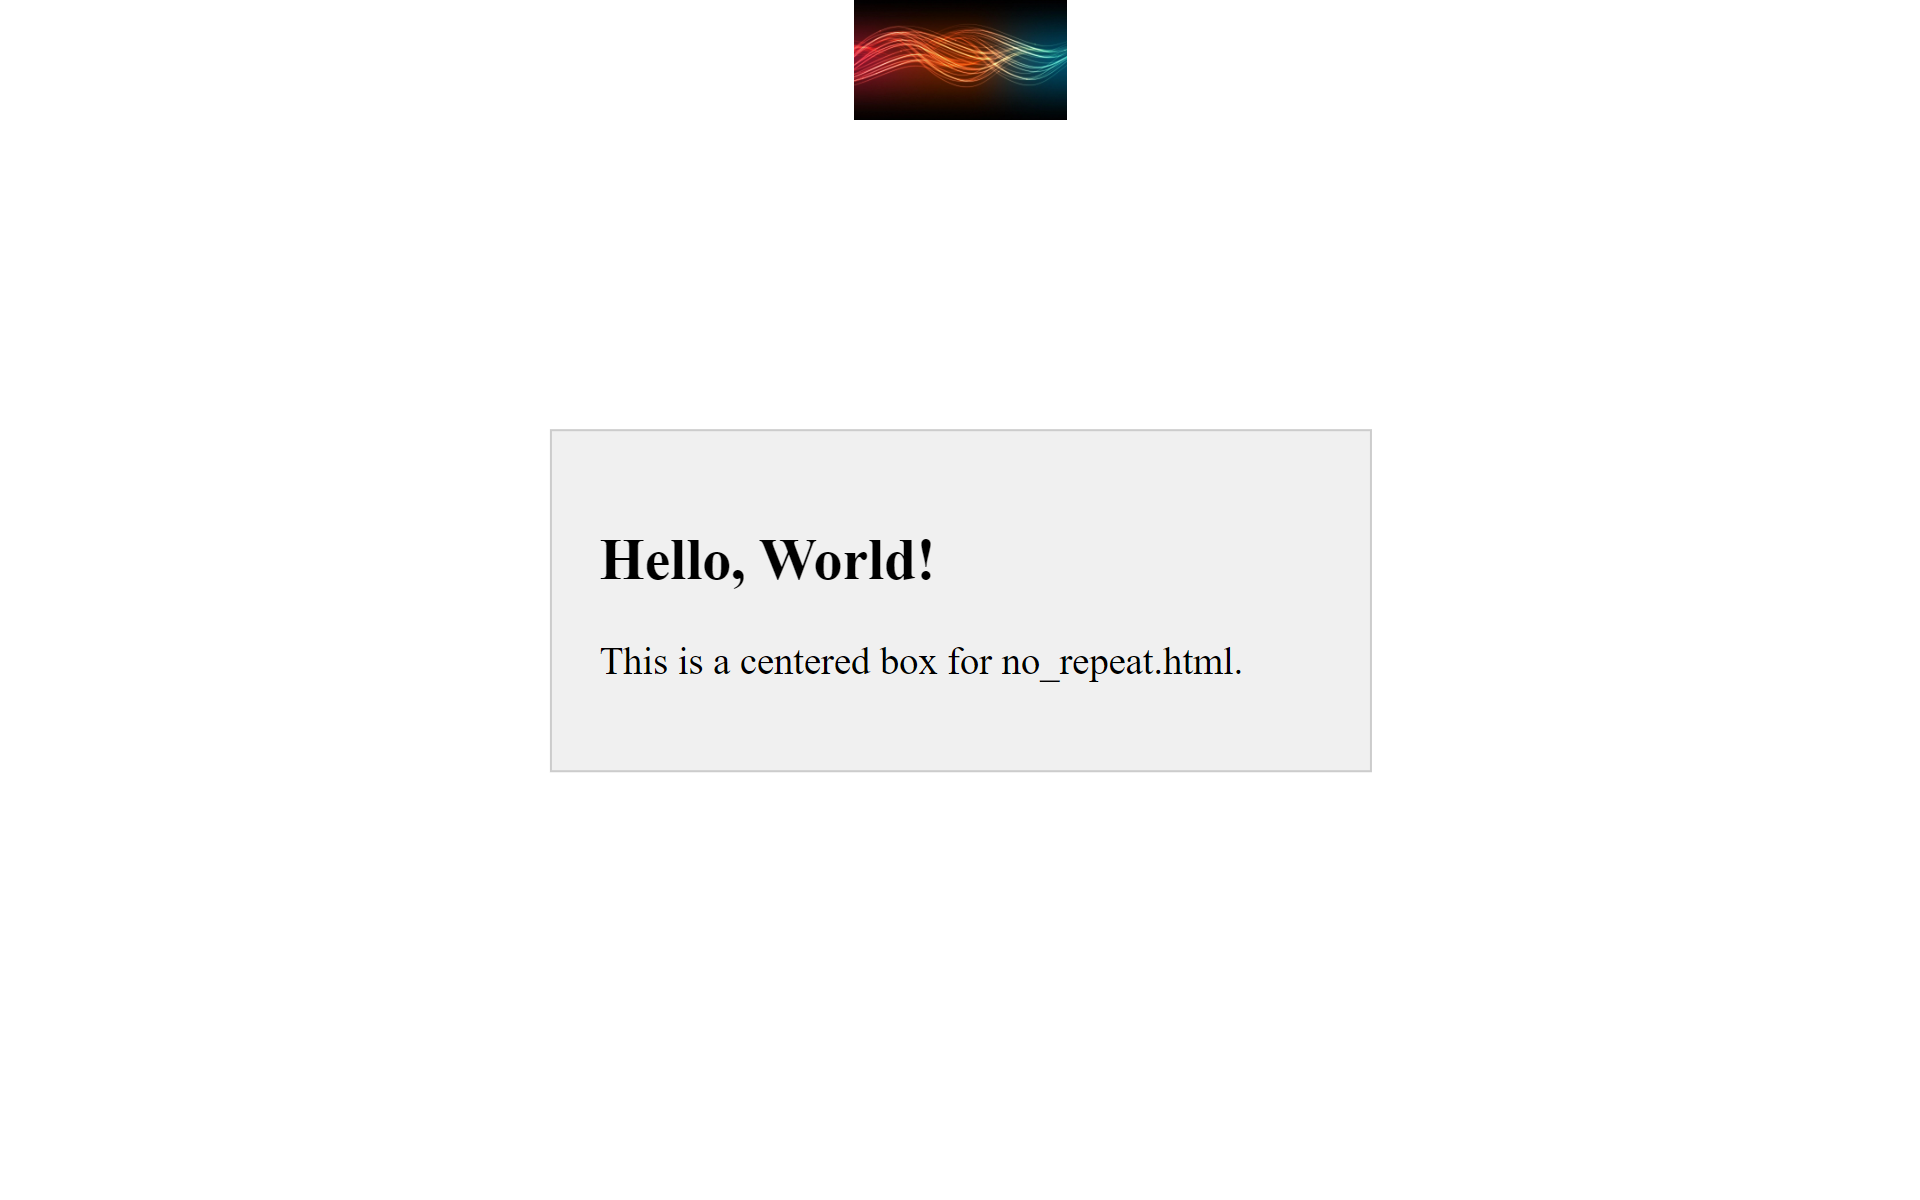 Hello, World!
This is a centered box for no_repeat.html.